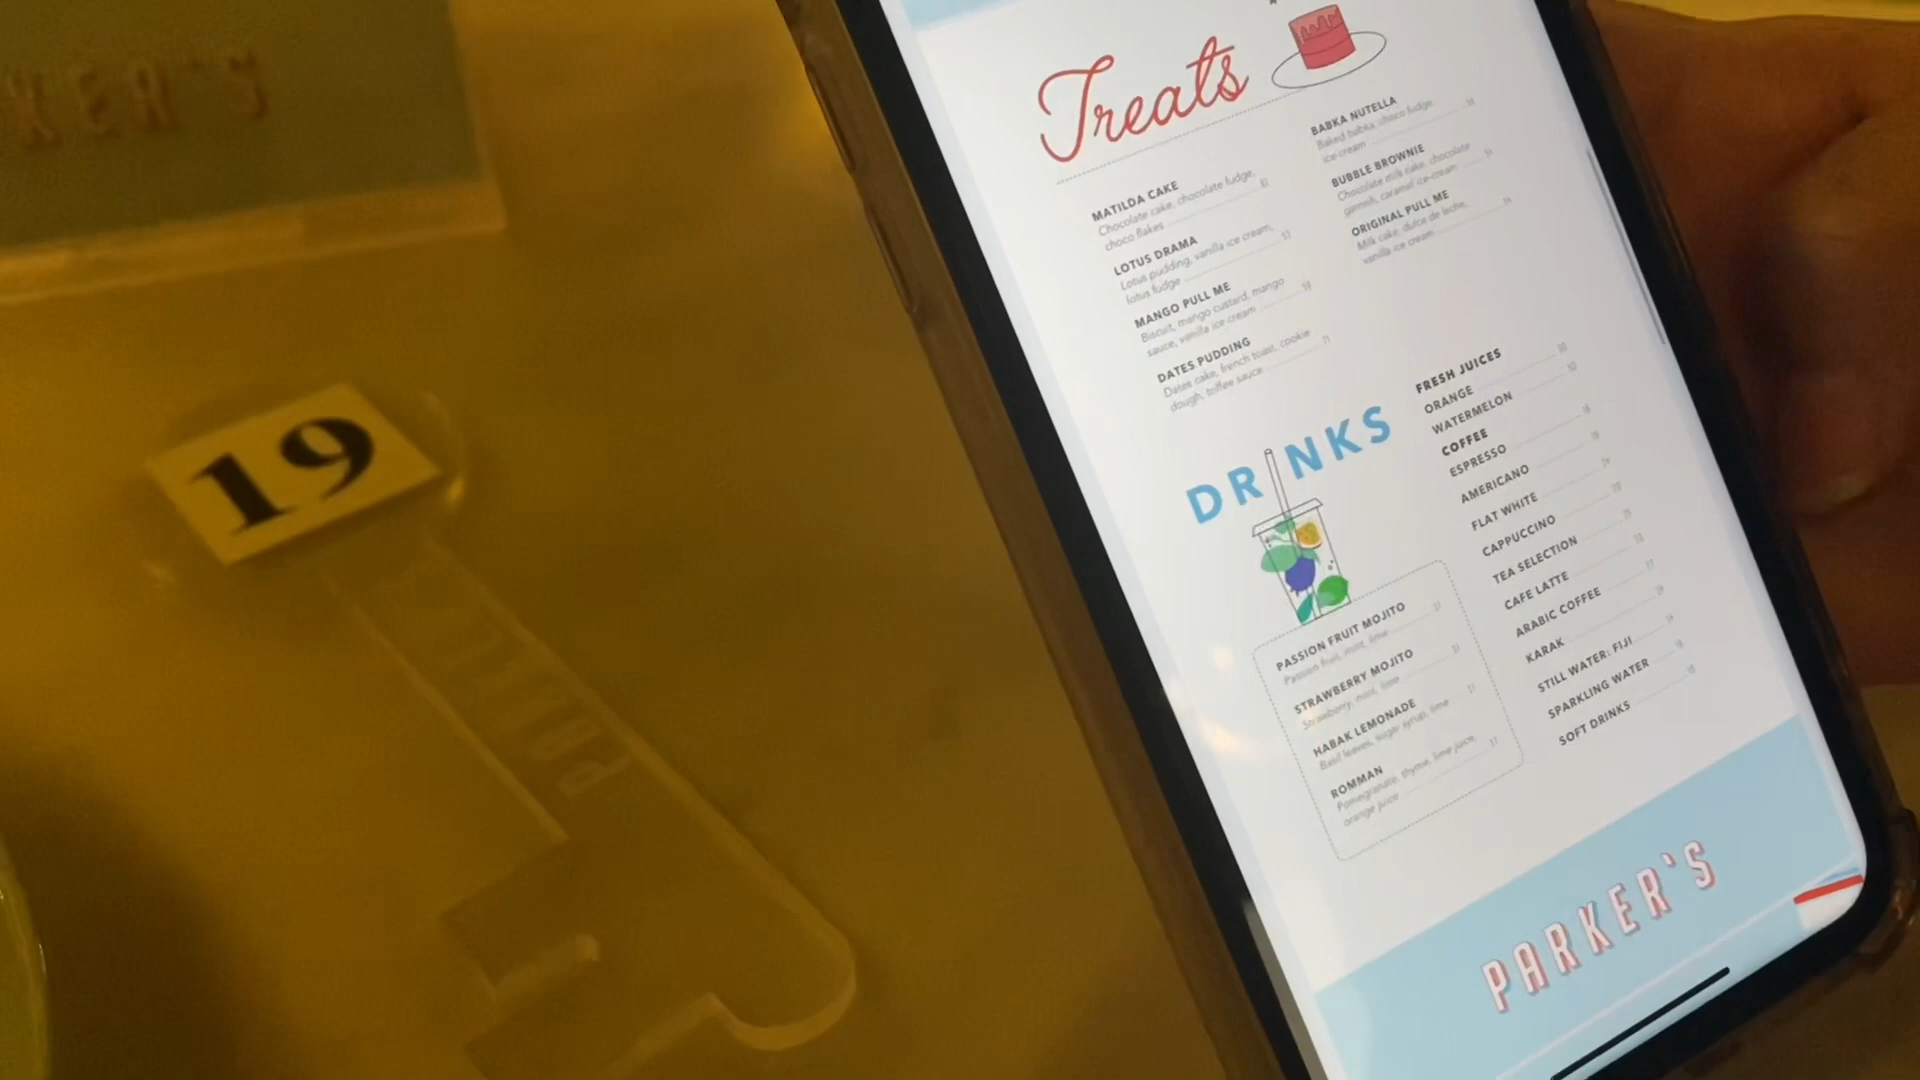 KER'S
19
PARK
Treats
MATILDA CAKE
Chocolate cake, chocolate fudge,
choco flakes
LOTUS DRAMA
Lotus pudding, vanilla ice cream,
lotus fudge
MANGO PULL ME
Biscuit, mango custard, mango
sauce, vanilla ice cream
DATES PUDDING
Dates cake, french toast, cookie
dough, toffee sauce
BABKA NUTELLA
Baked babka, choco fudge,
ice-cream
BUBBLE BROWNIE
Chocolate milk cake, chocolate
garnish, caramel ice-cream
ORIGINAL PULL ME
Milk cake, dulce de leche,
vanilla ice cream
DRINKS
PASSION FRUIT MOJITO
Passion fruit, mint, lime
STRAWBERRY MOJITO
Strawberry, mint, lime
HABAK LEMONADE
Basil leaves, sugar syrup, lime
ROMMAN
Pomegranate, thyme, lime juice,
orange juice
FRESH JUICES
ORANGE
WATERMELON
COFFEE
ESPRESSO
AMERICANO
FLAT WHITE
CAPPUCCINO
TEA SELECTION
CAFE LATTE
ARABIC COFFEE
KARAK
STILL WATER: FIJI
SPARKLING WATER
SOFT DRINKS
PARKER'S